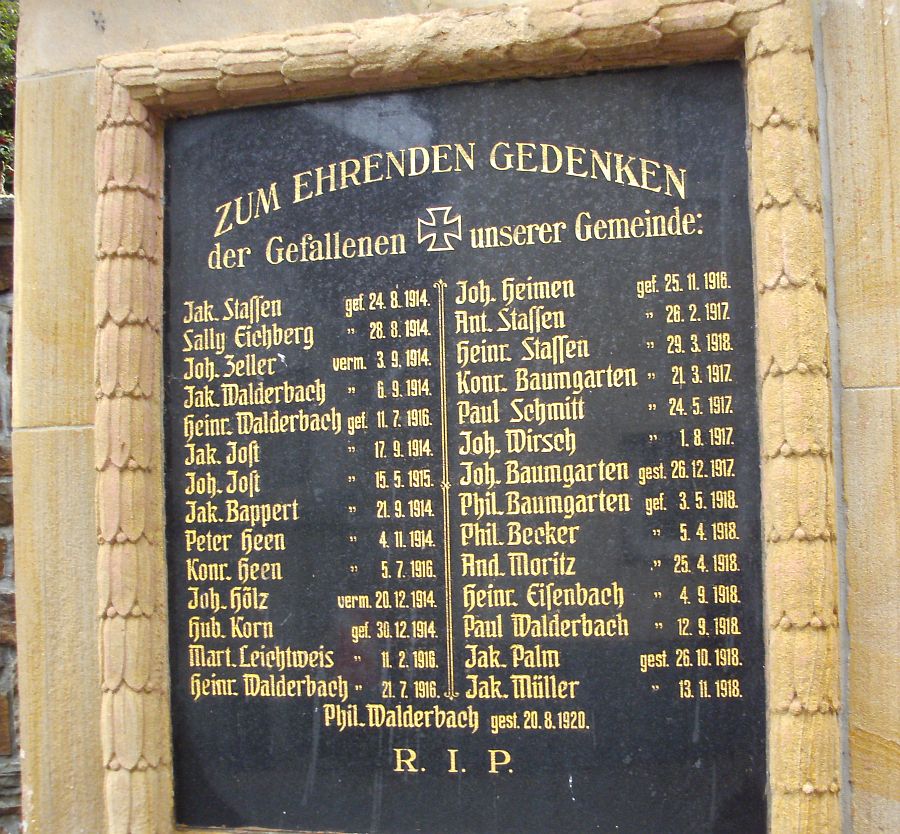 ZUM EHRENDEN GEDENKEN
der Gefallenen unserer Gemeinde:
Jak. Staſſen gef. 24. 8. 1914.
Sally Eichberg " 28. 8. 1914.
Joh. Zeller verm. 3. 9. 1914.
Jak. Walderbach " 6. 9. 1914.
Heinr. Walderbach gef. 11. 7. 1916.
Jak. Joſt " 17. 9. 1914.
Joh. Joſt " 15. 5. 1915.
Jak. Bappert " 21. 9. 1914.
Peter Heen " 4. 11. 1914.
Konr. Heen " 5. 7. 1916.
Joh. Hölz verm. 20. 12. 1914.
Hub. Korn gef. 30. 12. 1914.
Mart. Leichtweis " 11. 2. 1916.
Heinr. Walderbach " 21. 7. 1916.
Joh. Heimen gef. 25. 11. 1916.
Ant. Staſſen " 26. 2. 1917.
Heinr. Staſſen " 29. 3. 1918.
Konr. Baumgarten " 21. 3. 1917.
Paul Schmitt " 24. 5. 1917.
Joh. Wirsch " 1. 8. 1917.
Joh. Baumgarten gest. 26. 12. 1917.
Phil. Baumgarten gef. 3. 5. 1918.
Phil. Becker " 5. 4. 1918.
And. Moritz " 25. 4. 1918.
Heinr. Eiſenbach " 4. 9. 1918.
Paul Walderbach " 12. 9. 1918.
Jak. Palm gest. 26. 10. 1918.
Jak. Müller " 13. 11. 1918.
Phil. Walderbach gest. 20. 8. 1920.
R. I. P.